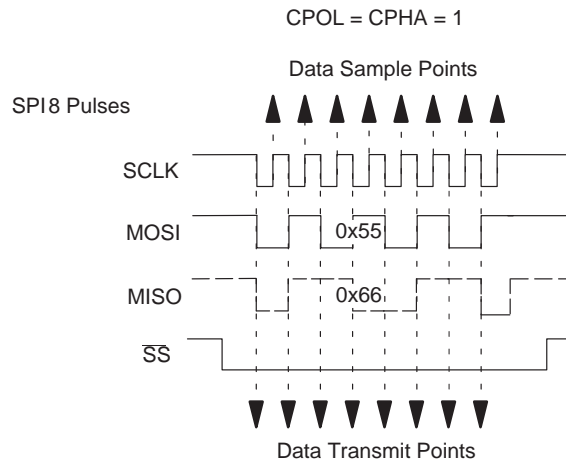 CPOL = CPHA = 1
Data Sample Points
SPI8 Pulses
SCLK
MOSI
0x55
MISO
0x66
SS
Data Transmit Points